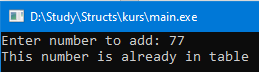 D:\Study\Structs\kurs\main.exe
Enter number to add: 77
This number is already in table